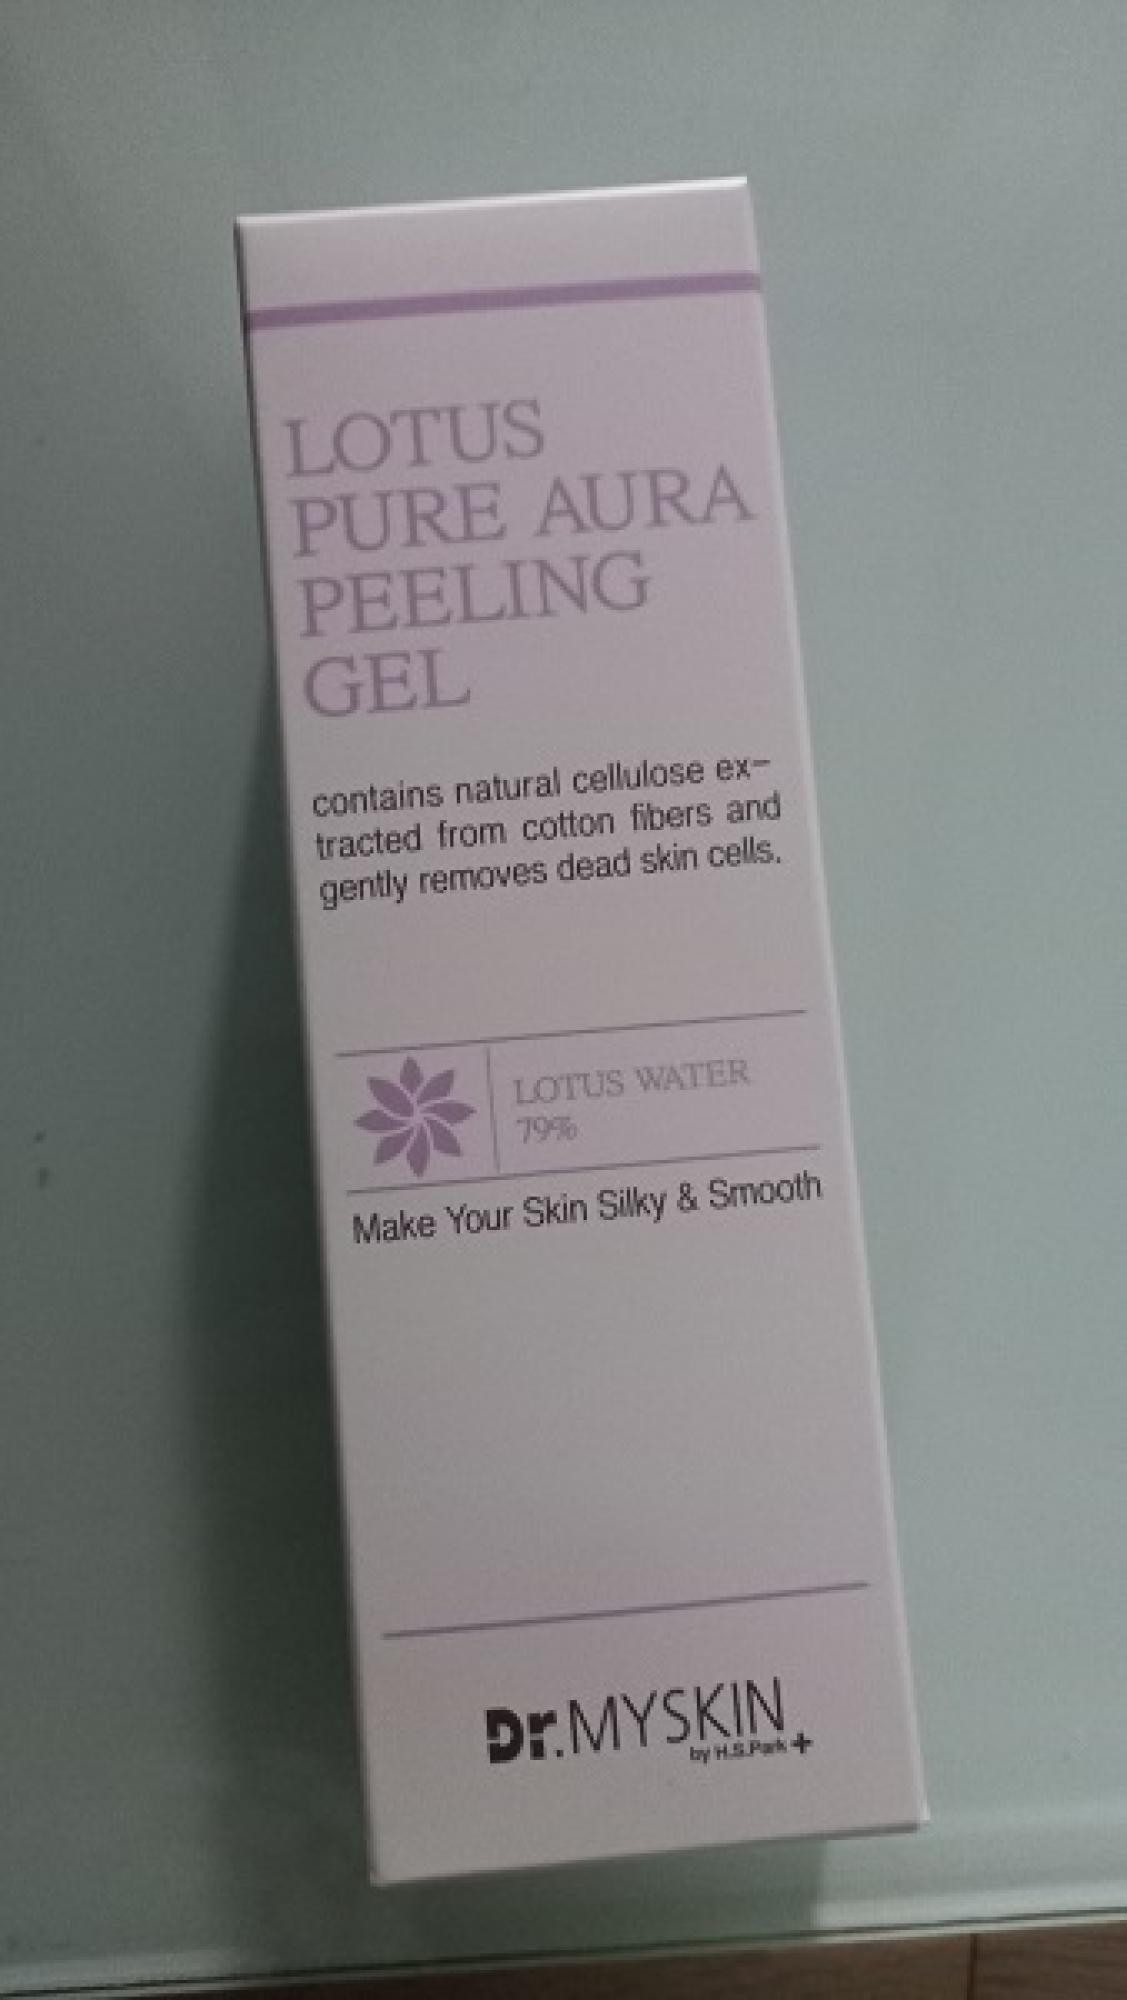 LOTUS
PURE AURA
PEELING
GEL
contains natural cellulose ex-
tracted from cotton fibers and
gently removes dead skin cells.
LOTUS WATER
79%
Make Your Skin Silky & Smooth
Dr.MYSKIN
by H.S.Park +